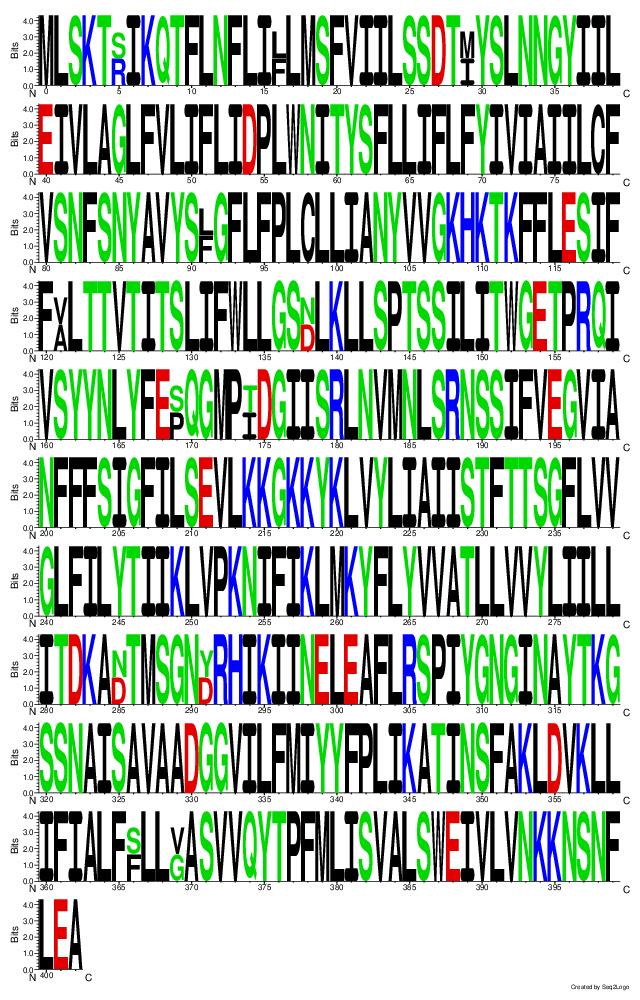 4.0 3.0 2.0 1.0 0.0 Bits
MLSKTSIKQTFLNFLILLMSFVIILSSDTMYSLNNGYIIL
R F I
N 0 5 10 15 20 25 30 35 C
4.0 3.0 2.0 1.0 0.0 Bits
EIVLAGLFVLIFLIDPLWNITYSFLLIFLFYIVIAIILCF
N 40 45 50 55 60 65 70 75 C
4.0 3.0 2.0 1.0 0.0 Bits
VSNFSNYAVYSLGFLFPLCLLIANYVVGKHKTKFFLESIF
F
N 80 85 90 95 100 105 110 115 C
4.0 3.0 2.0 1.0 0.0 Bits
FVLTTVTITSLIFWLLGSNLKLLSPTSSILITWGETPRQI
A D
N 120 125 130 135 140 145 150 155 C
4.0 3.0 2.0 1.0 0.0 Bits
VSYYNLYFESQGMPTDGIISRLNVMNLSRNSSIFVEGVIA
P I
N 160 165 170 175 180 185 190 195 C
4.0 3.0 2.0 1.0 0.0 Bits
NFFFSIGFILSEVLKKGKKYKLVYLIAIISTFTTSGFLVV
N 200 205 210 215 220 225 230 235 C
4.0 3.0 2.0 1.0 0.0 Bits
GLFILYTIIKLVPKNIFIKLMKYFLYVVATLLVVYLIILL
N 240 245 250 255 260 265 270 275 C
4.0 3.0 2.0 1.0 0.0 Bits
ITDKANTMSGNYRHIKIINELEAFLRSPIYGNGINAYTKG
D D
N 280 285 290 295 300 305 310 315 C
4.0 3.0 2.0 1.0 0.0 Bits
SSNAISAVAADGGVILFMIYYFPLIKATINSFAKLDVKLL
N 320 325 330 335 340 345 350 355 C
4.0 3.0 2.0 1.0 0.0 Bits
IFIALFSLLVASVVQYTPFMLISVALSWEIVLVNKKNSNF
F G
N 360 365 370 375 380 385 390 395 C
4.0 3.0 2.0 1.0 0.0 Bits
LEA
N 400 C
Created by Seq2Logo